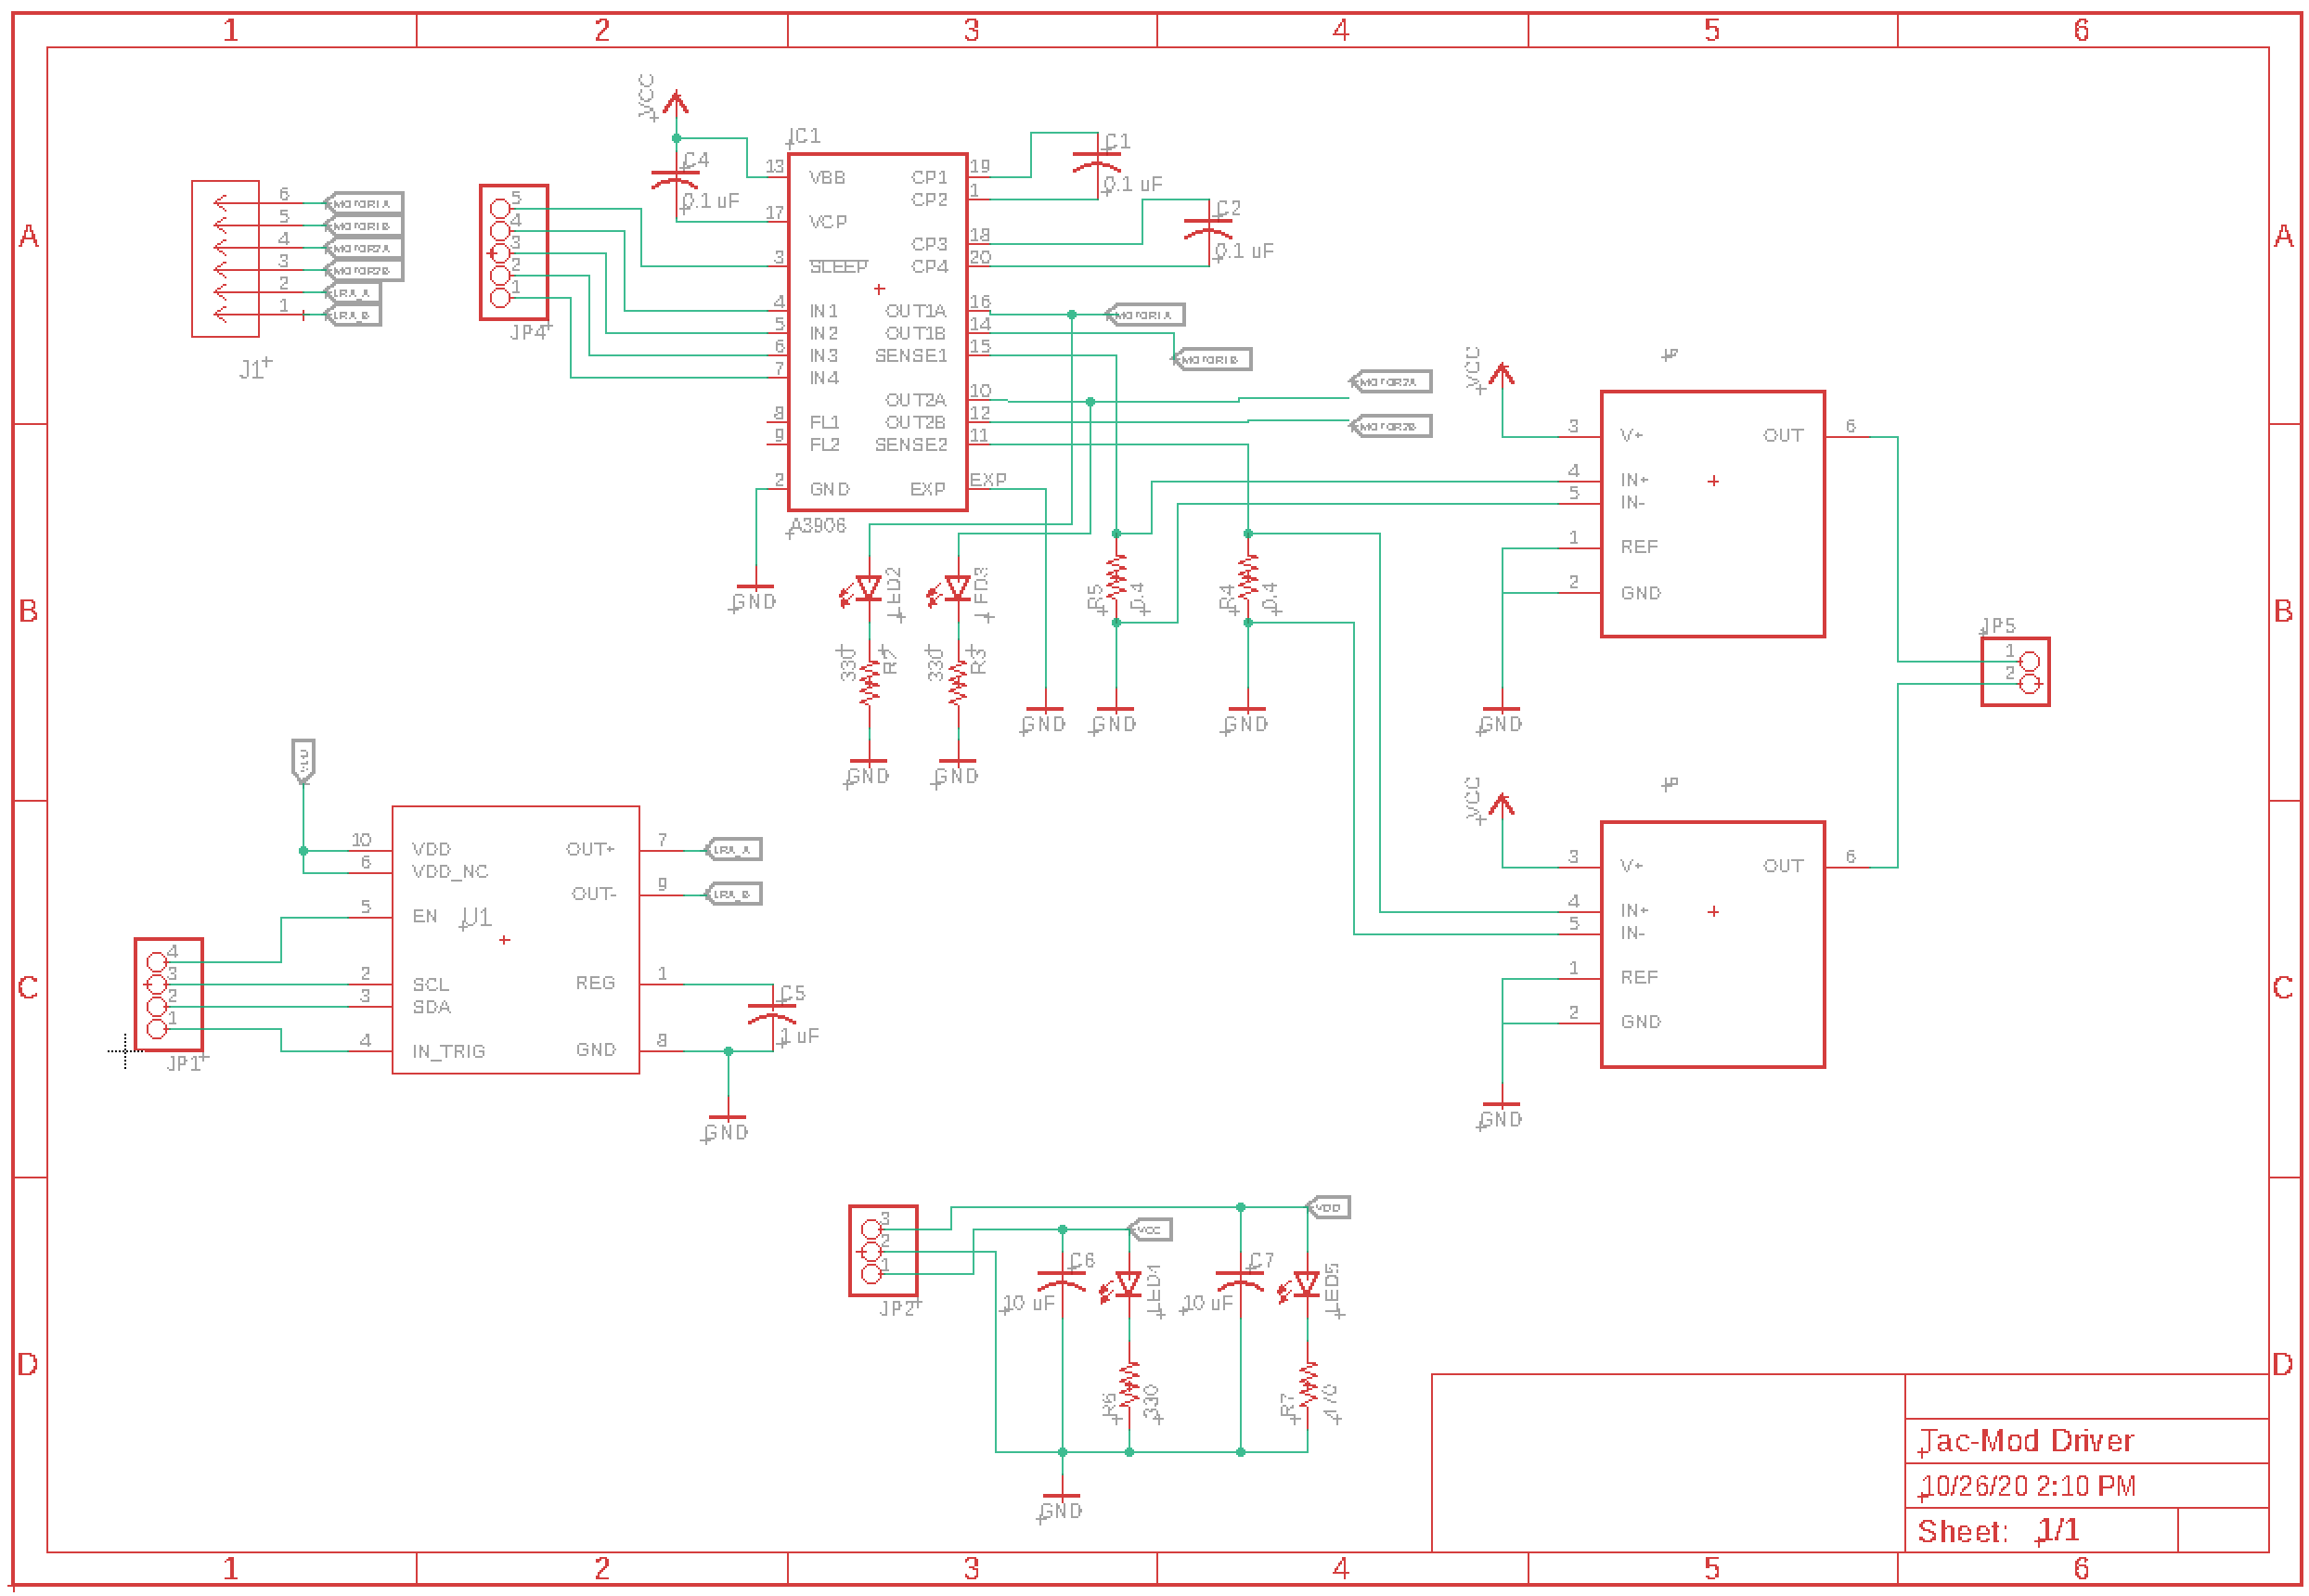 1 2 3 4 5 6
A
B
C
D
A
B
C
D
1 2 3 4 5 6
6 MOTOR1A
5 MOTOR1B
4 MOTOR2A
3 MOTOR2B
2 LRA_A
1 LRA_B
J1
5
4
3
2
1
JP4
VCC
C4
0.1 uF
IC1
13 VBB
17 VCP
3 SLEEP
4 IN1
5 IN2
6 IN3
7 IN4
8 FL1
9 FL2
2 GND
CP1 19
CP2 1
CP3 18
CP4 20
OUT1A 16
OUT1B 14
SENSE1 15
OUT2A 10
OUT2B 12
SENSE2 11
EXP EXP
A3906
C1
0.1 uF
C2
0.1 uF
MOTOR1A
MOTOR1B
MOTOR2A
MOTOR2B
GND
LED2
LED3
330
330
R3
GND
GND
GND
R5
0.4
GND
R4
0.4
GND
VCC
3 V+
4 IN+
5 IN-
1 REF
2 GND
OUT 6
GND
JP5
1
2
VCC
3 V+
4 IN+
5 IN-
1 REF
2 GND
OUT 6
GND
VDD
10 VDD
6 VDD_NC
5 EN
2 SCL
3 SDA
4 IN_TRIG
U1
OUT+ 7
OUT- 9
REG 1
GND 8
LRA_A
LRA_B
C5
1 uF
GND
4
3
2
1
JP1
3
2
1
JP2
VCC
VDD
C6
10 uF
C7
10 uF
LED5
R6
330
R7
470
GND
Tac-Mod Driver
10/26/20 2:10 PM
Sheet: 1/1